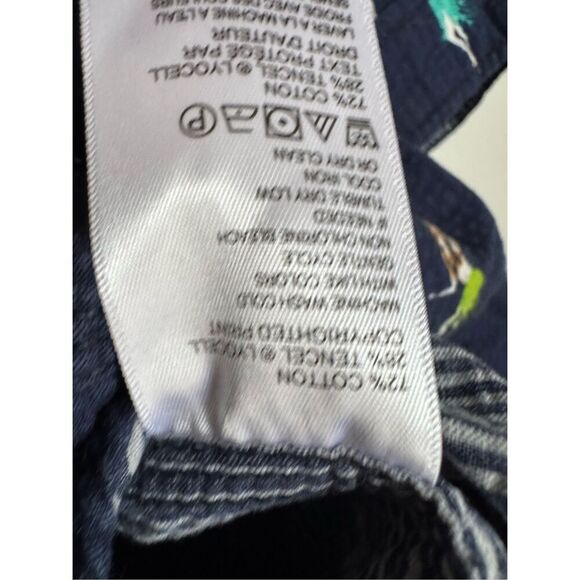 72% COTTON
28% TENCEL ® LYOCELL
COPYRIGHTED PRINT
MACHINE WASH COLD
WITH LIKE COLORS
GENTLE CYCLE
NON-CHLORINE BLEACH
IF NEEDED
TUMBLE DRY LOW
COOL IRON
OR DRY CLEAN
P
72% COTON
28% TENCEL ® LYOCELL
TEXT PROTEGE PAR
DROIT D'AUTEUR
LAVER A LA MACHINE A L'EAU
FROIDE AVEC DES COULEURS